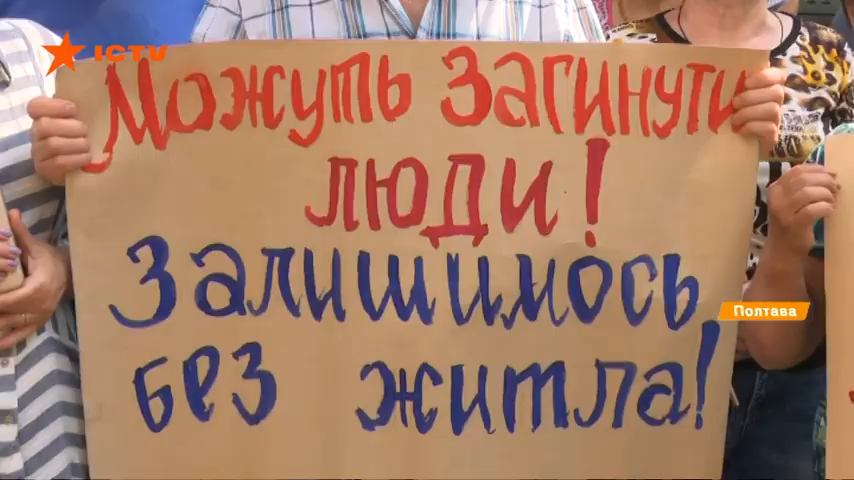 ICTV
Можуть Загинути
люди!
Залишимось
без житла!
Полтава